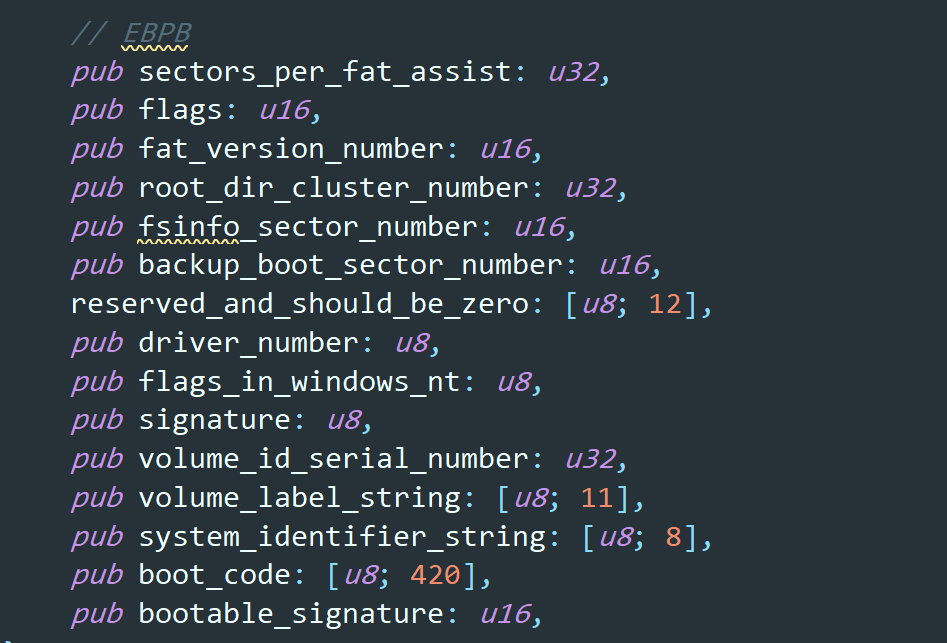 // EBPB
pub sectors_per_fat_assist: u32,
pub flags: u16,
pub fat_version_number: u16,
pub root_dir_cluster_number: u32,
pub fsinfo_sector_number: u16,
pub backup_boot_sector_number: u16,
reserved_and_should_be_zero: [u8; 12],
pub driver_number: u8,
pub flags_in_windows_nt: u8,
pub signature: u8,
pub volume_id_serial_number: u32,
pub volume_label_string: [u8; 11],
pub system_identifier_string: [u8; 8],
pub boot_code: [u8; 420],
pub bootable_signature: u16,